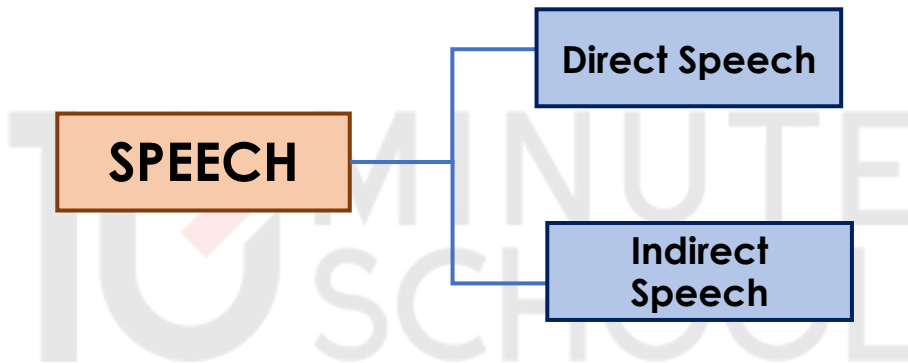 SPEECH
Direct Speech
Indirect
Speech
10 MINUTE
SCHOOL